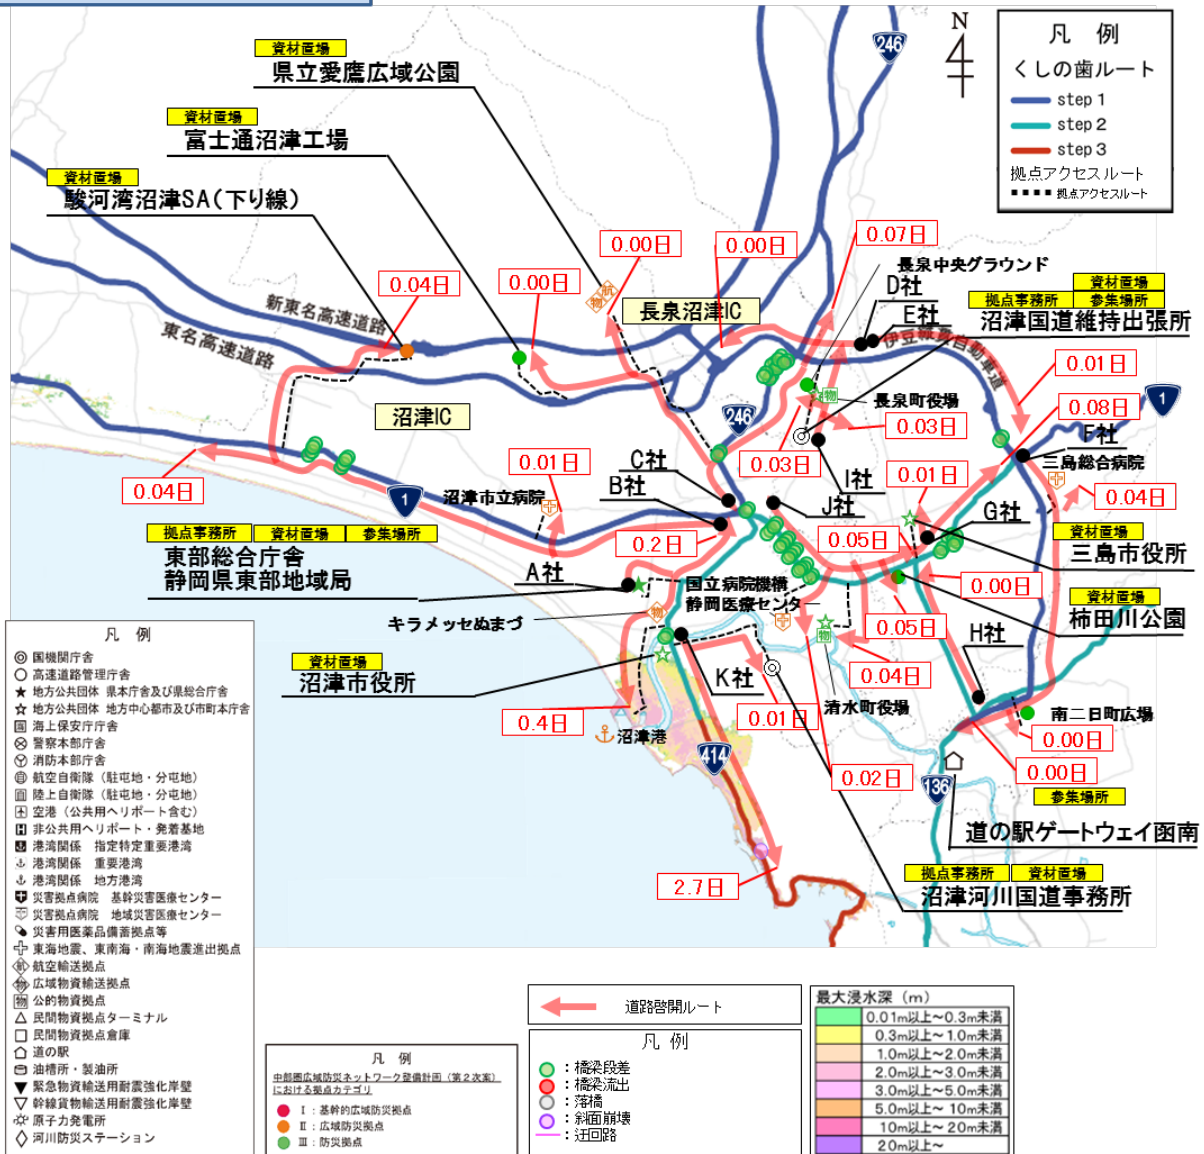 N
凡　例
くしの歯ルート
step 1
step 2
step 3
拠点アクセスルート
拠点アクセスルート
246
資材置場
県立愛鷹広域公園
資材置場
富士通沼津工場
資材置場
駿河湾沼津SA（下り線）
0.04日
0.00日
0.00日
0.00日
0.07日
長泉中央グラウンド
D社
E社
資材置場
拠点事務所
参集場所
沼津国道維持出張所
物
航
長泉沼津IC
新東名高速道路
東名高速道路
伊豆縦貫自動車道
0.01日
沼津IC
246
物
長泉町役場
0.03日
0.03日
0.08日
1
F社
三島総合病院
0.04日
0.04日
0.01日
C社
B社
I社
J社
0.01日
G社
1
沼津市立病院
拠点事務所
資材置場
参集場所
東部総合庁舎
静岡県東部地域局
0.2日
0.05日
資材置場
三島市役所
A社
国立病院機構
静岡医療センタ
0.00日
資材置場
柿田川公園
キラメッセぬまづ
物
物
0.05日
H社
資材置場
沼津市役所
K社
0.04日
0.4日
沼津港
0.01日
清水町役場
南二日町広場
0.00日
414
0.02日
136
0.00日
参集場所
道の駅ゲートウェイ函南
2.7日
拠点事務所
資材置場
沼津河川国道事務所
凡　例
国機関庁舎
高速道路管理庁舎
地方公共団体　県本庁舎及び県総合庁舎
地方公共団体　地方中心都市及び市町本庁舎
海上保安庁庁舎
警察本部庁舎
消防本部庁舎
航空自衛隊（駐屯地・分屯地）
陸上自衛隊（駐屯地・分屯地）
空港（公共用ヘリポート含む）
非公共用ヘリポート・発着基地
港湾関係　指定特定重要港湾
港湾関係　重要港湾
港湾関係　地方港湾
災害拠点病院　基幹災害医療センター
災害拠点病院　地域災害医療センター
災害用医薬品備蓄拠点等
東海地震、東南海・南海地震進出拠点
航空輸送拠点
広域物資輸送拠点
公的物資拠点
民間物資拠点ターミナル
民間物資拠点倉庫
道の駅
油槽所・製油所
緊急物資輸送用耐震強化岸壁
幹線貨物輸送用耐震強化岸壁
原子力発電所
河川防災ステーション
凡　例
中部圏広域防災ネットワーク整備計画（第２次案）
における拠点カテゴリ
Ⅰ：基幹的広域防災拠点
Ⅱ：広域防災拠点
Ⅲ：防災拠点
道路啓開ルート
凡　例
：橋梁段差
：橋梁流出
：落橋
：斜面崩壊
：迂回路
最大浸水深（m）
0.01m以上～0.3m未満
0.3m以上～1.0m未満
1.0m以上～2.0m未満
2.0m以上～3.0m未満
3.0m以上～5.0m未満
5.0m以上～10m未満
10m以上～20m未満
20m以上～